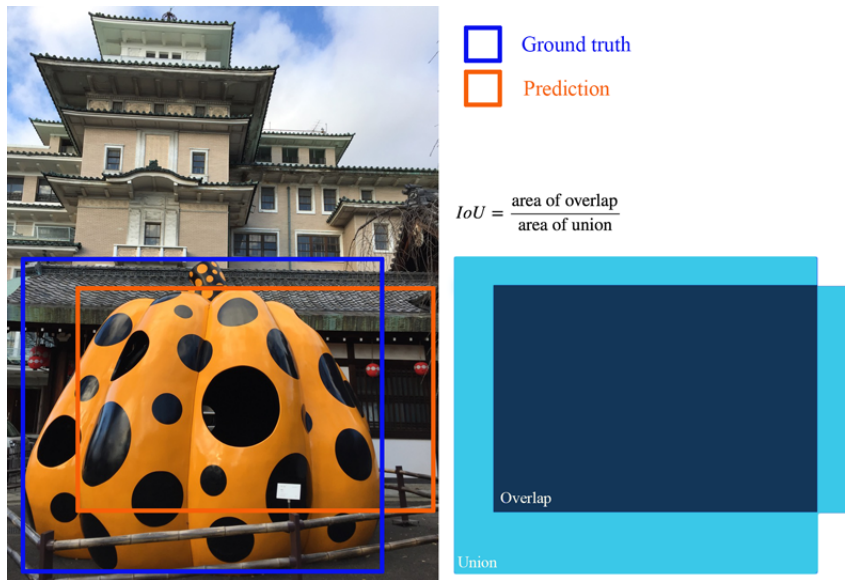 Ground truth
Prediction
IoU = area of overlap / area of union
Overlap
Union